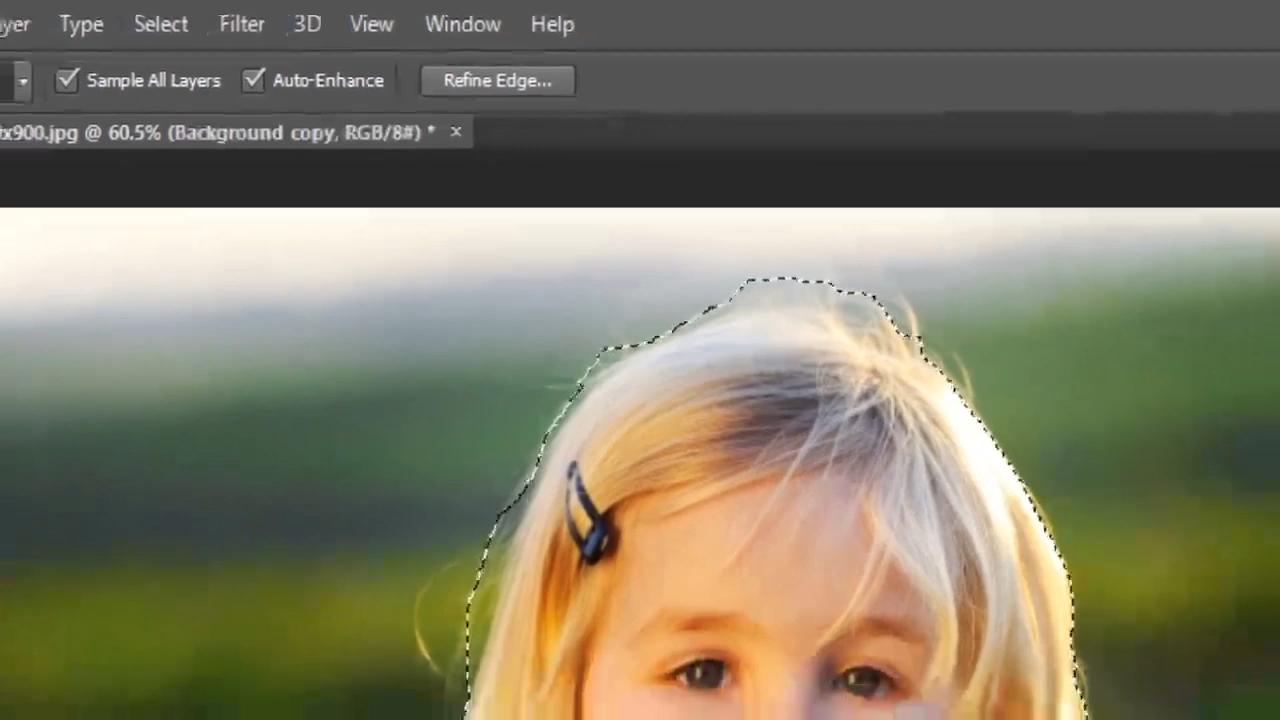 Type Select Filter 3D View Window Help
Sample All Layers Auto-Enhance Refine Edge...
x900.jpg @ 60.5% (Background copy, RGB/8#) * ×